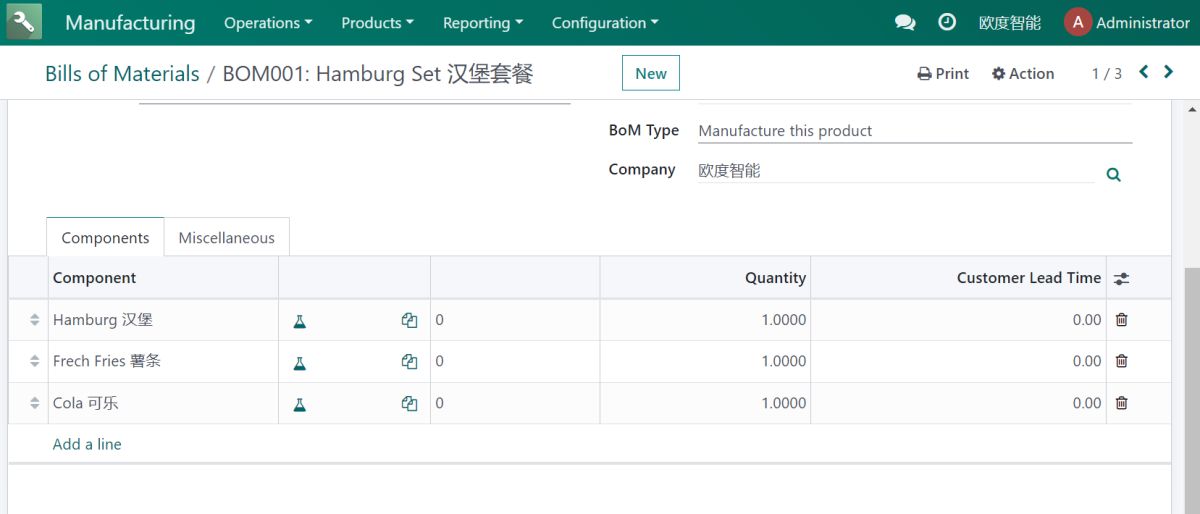 Manufacturing Operations Products Reporting Configuration 欧度智能 A Administrator
Bills of Materials / BOM001: Hamburg Set 汉堡套餐 New Print Action 1 / 3
BoM Type Manufacture this product
Company 欧度智能
Components Miscellaneous
Component Quantity Customer Lead Time
Hamburg 汉堡 0 1.0000 0.00
Frech Fries 薯条 0 1.0000 0.00
Cola 可乐 0 1.0000 0.00
Add a line